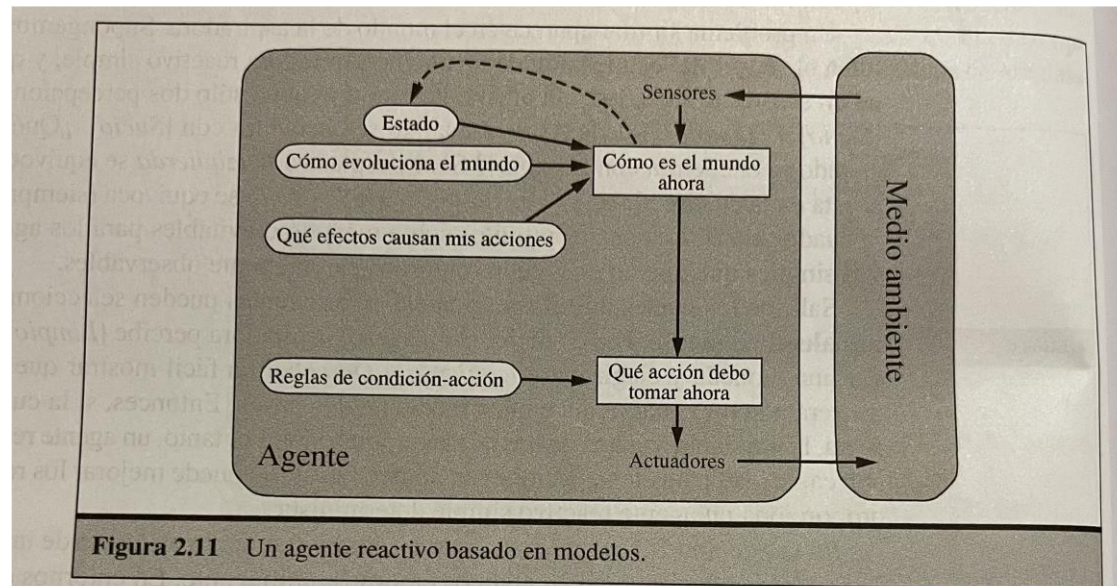 Sensores
Estado
Cómo evoluciona el mundo
Cómo es el mundo
ahora
Qué efectos causan mis acciones
Reglas de condición-acción
Qué acción debo
tomar ahora
Agente
Actuadores
Medio ambiente
Figura 2.11 Un agente reactivo basado en modelos.